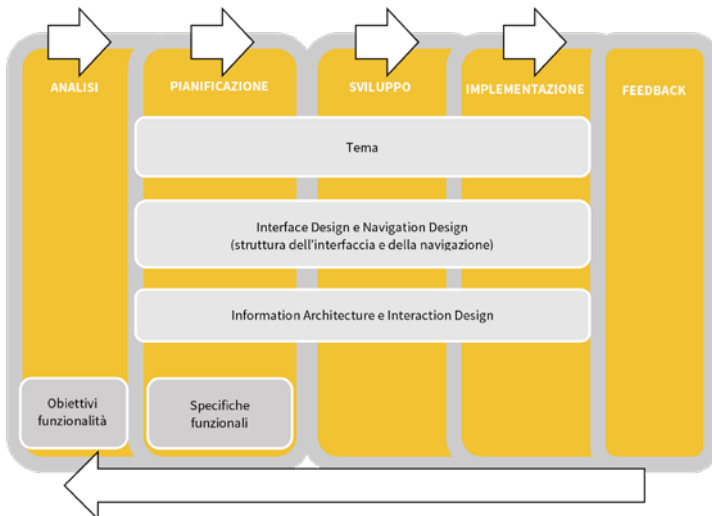 ANALISI
PIANIFICAZIONE
SVILUPPO
IMPLEMENTAZIONE
FEEDBACK
Tema
Interface Design e Navigation Design
(struttura dell'interfaccia e della navigazione)
Information Architecture e Interaction Design
Obiettivi
funzionalità
Specifiche
funzionali